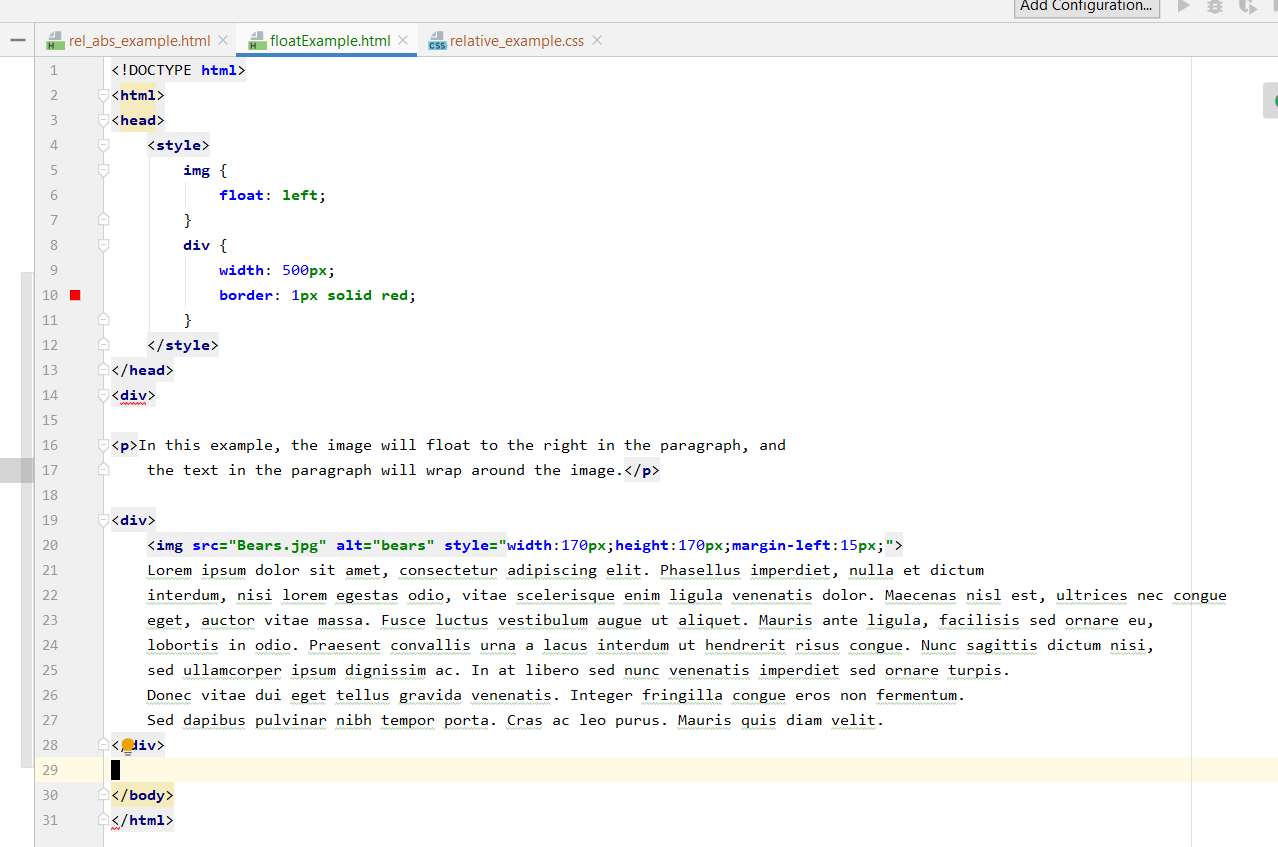 Add Configuration...
rel_abs_example.html floatExample.html relative_example.css
1 <!DOCTYPE html>
2 <html>
3 <head>
4 <style>
5 img {
6 float: left;
7 }
8 div {
9 width: 500px;
10 border: 1px solid red;
11 }
12 </style>
13 </head>
14 <div>
15
16 <p>In this example, the image will float to the right in the paragraph, and
17 the text in the paragraph will wrap around the image.</p>
18
19 <div>
20 <img src="Bears.jpg" alt="bears" style="width:170px;height:170px;margin-left:15px;">
21 Lorem ipsum dolor sit amet, consectetur adipiscing elit. Phasellus imperdiet, nulla et dictum
22 interdum, nisi lorem egestas odio, vitae scelerisque enim ligula venenatis dolor. Maecenas nisl est, ultrices nec congue
23 eget, auctor vitae massa. Fusce luctus vestibulum augue ut aliquet. Mauris ante ligula, facilisis sed ornare eu,
24 lobortis in odio. Praesent convallis urna a lacus interdum ut hendrerit risus congue. Nunc sagittis dictum nisi,
25 sed ullamcorper ipsum dignissim ac. In at libero sed nunc venenatis imperdiet sed ornare turpis.
26 Donec vitae dui eget tellus gravida venenatis. Integer fringilla congue eros non fermentum.
27 Sed dapibus pulvinar nibh tempor porta. Cras ac leo purus. Mauris quis diam velit.
28 </div>
29
30 </body>
31 </html>